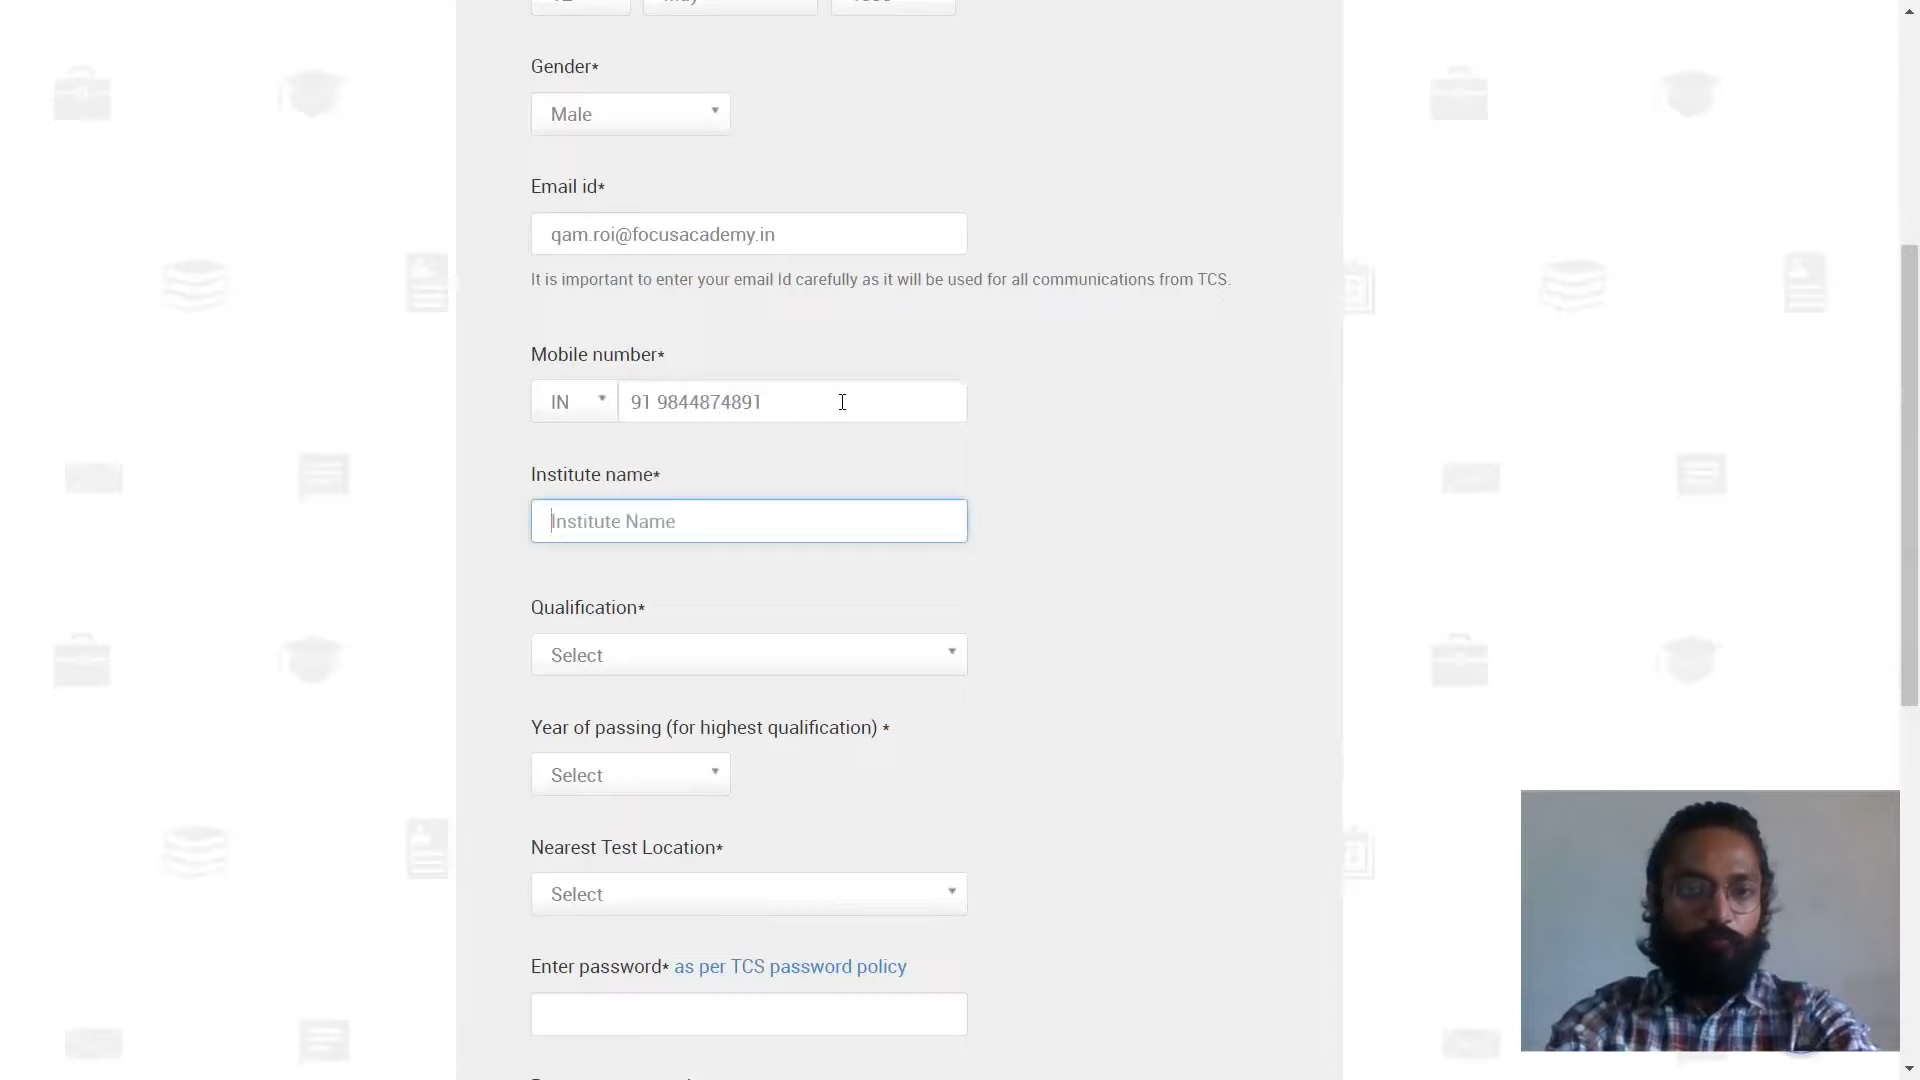 Gender*
Male
Email id*
qam.roi@focusacademy.in
It is important to enter your email Id carefully as it will be used for all communications from TCS.
Mobile number*
IN 91 9844874891
Institute name*
Institute Name
Qualification*
Select
Year of passing (for highest qualification) *
Select
Nearest Test Location*
Select
Enter password* as per TCS password policy